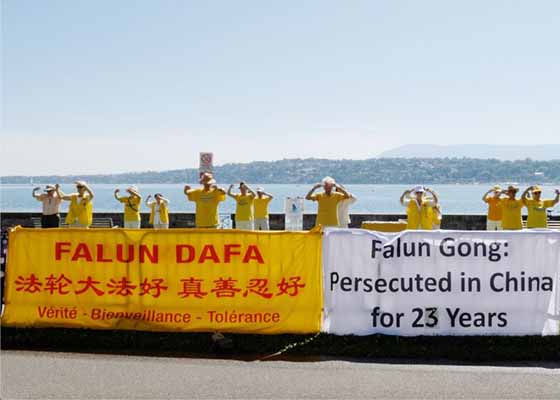 FALUN DAFA
法轮大法好 真善忍好
Vérité - Bienveillance - Tolérance
Falun Gong:
Persecuted in China
for 23 Years